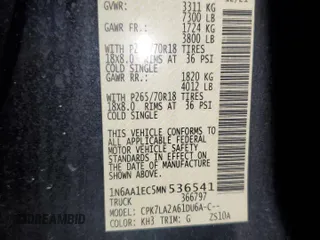 GVWR: 3311 KG
7300 LB
GAWR FR.: 1724 KG
3800 LB
WITH P265/70R18 TIRES
18X8.0 RIMS AT 36 PSI
COLD SINGLE
GAWR RR.: 1820 KG
4012 LB
WITH P265/70R18 TIRES
18X8.0 RIMS AT 36 PSI
COLD SINGLE
THIS VEHICLE CONFORMS TO ALL
APPLICABLE FEDERAL MOTOR VEHICLE
SAFETY STANDARDS IN EFFECT ON THE
DATE OF MANUFACTURE SHOWN ABOVE.
1N6AA1EC5MN536541
TRUCK 366797
MODEL: CPK7LA2A61DU6A-C--
COLOR: KH3 TRIM: G ZS10A